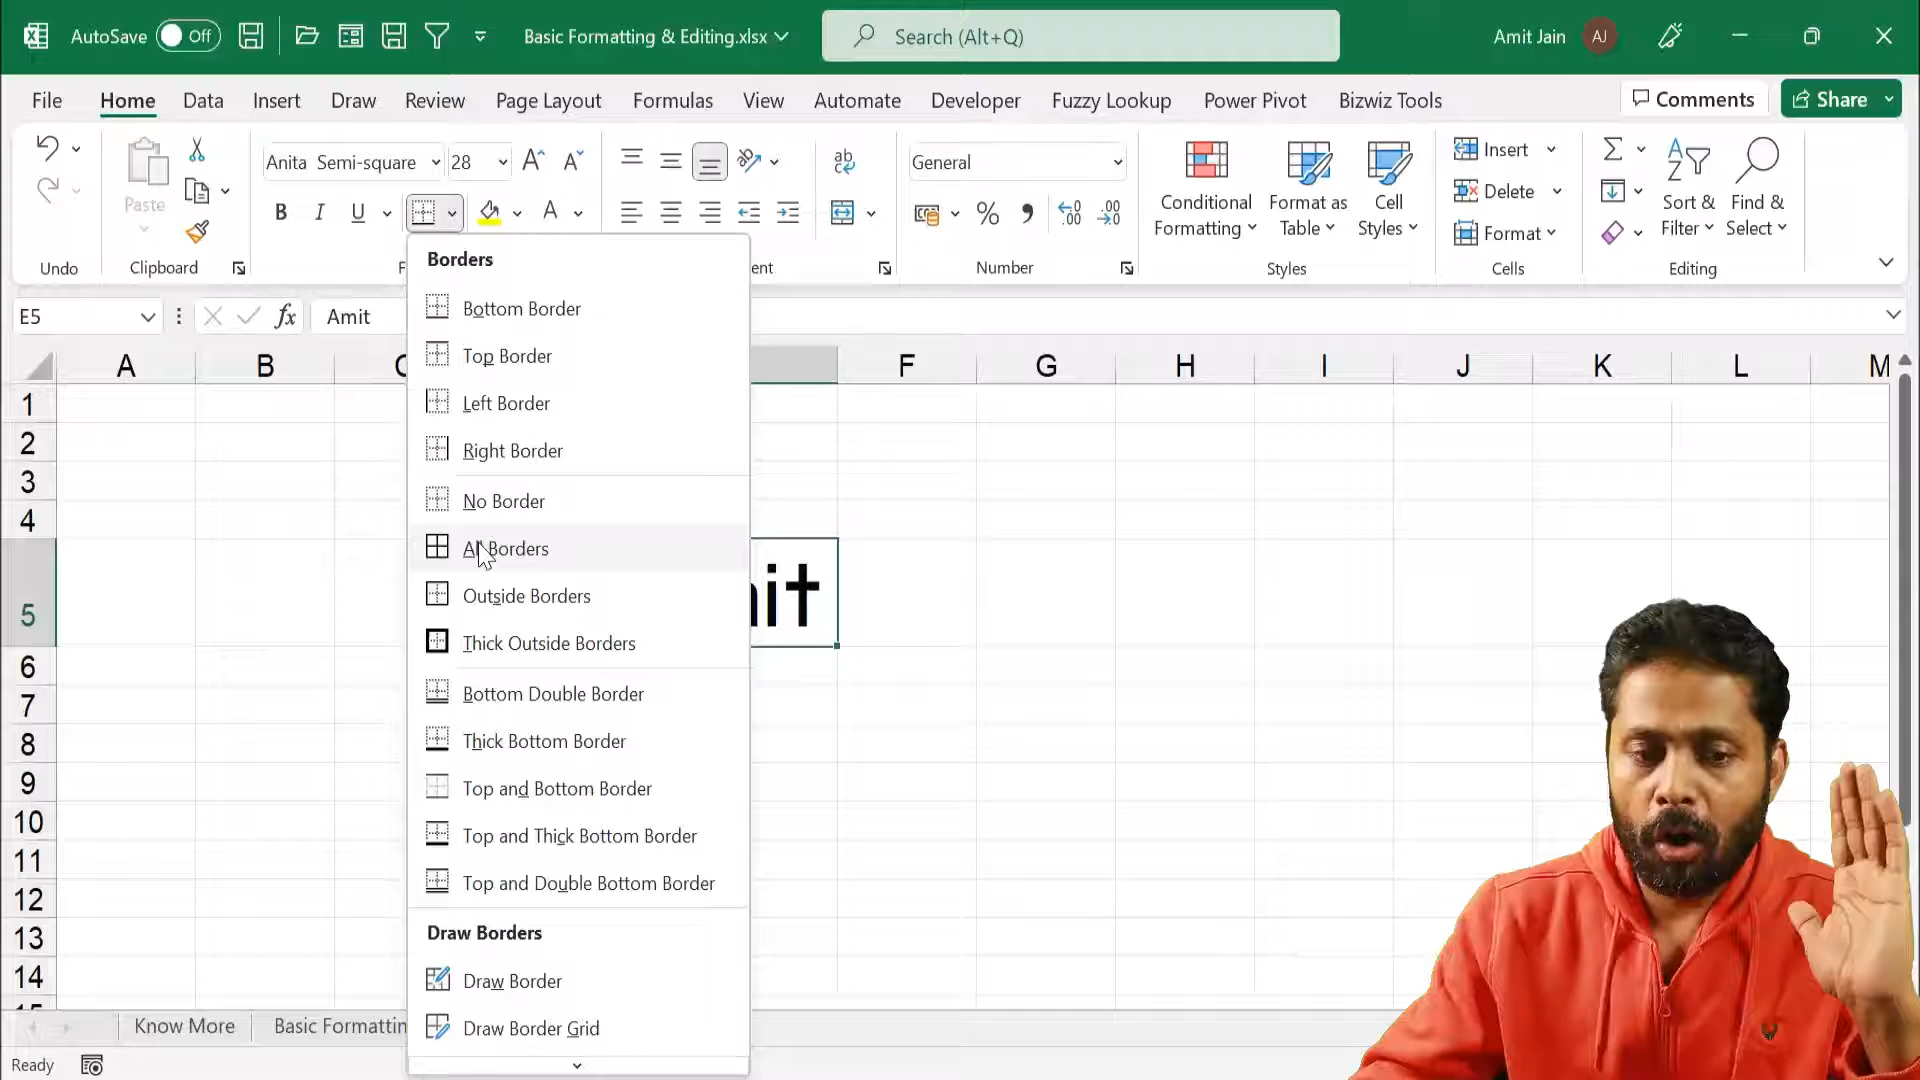 AutoSave Off Basic Formatting & Editing.xlsx Search (Alt+Q) Amit Jain AJ
File Home Data Insert Draw Review Page Layout Formulas View Automate Developer Fuzzy Lookup Power Pivot Bizwiz Tools Comments Share
Anita Semi-square 28 General Insert
Paste Conditional Formatting Format as Table Cell Styles Delete Sort & Filter Find & Select
B I U A Format
Undo Clipboard F ent Number Styles Cells Editing
E5 fx Amit
A B C F G H I J K L M
1
2
3
4
5
6
7
8
9
10
11
12
13
14
it
Borders
Bottom Border
Top Border
Left Border
Right Border
No Border
All Borders
Outside Borders
Thick Outside Borders
Bottom Double Border
Thick Bottom Border
Top and Bottom Border
Top and Thick Bottom Border
Top and Double Bottom Border
Draw Borders
Draw Border
Draw Border Grid
Know More Basic Formattin
Ready